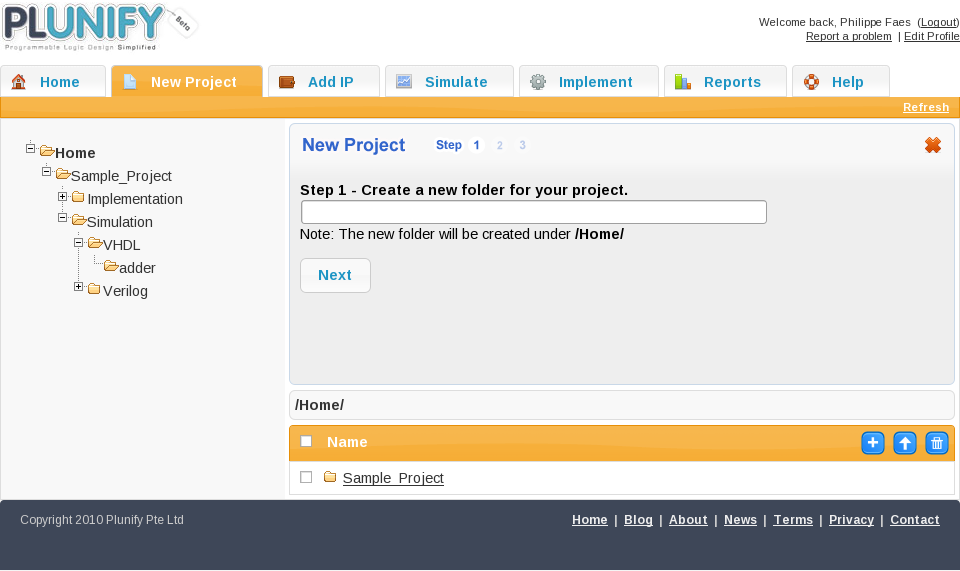 PLUNIFY Beta
Programmable Logic Design Simplified
Welcome back, Philippe Faes (Logout)
Report a problem | Edit Profile
Home New Project Add IP Simulate Implement Reports Help
Refresh
Home
Sample_Project
Implementation
Simulation
VHDL
adder
Verilog
New Project Step 1 2 3
Step 1 - Create a new folder for your project.
Note: The new folder will be created under /Home/
Next
/Home/
Name
Sample_Project
Copyright 2010 Plunify Pte Ltd
Home | Blog | About | News | Terms | Privacy | Contact